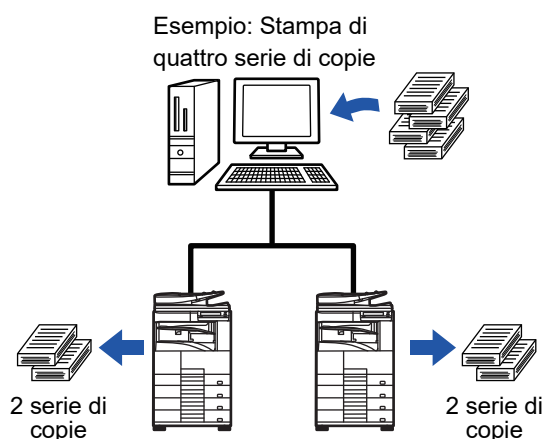 Esempio: Stampa di
quattro serie di copie
2 serie di
copie
2 serie di
copie